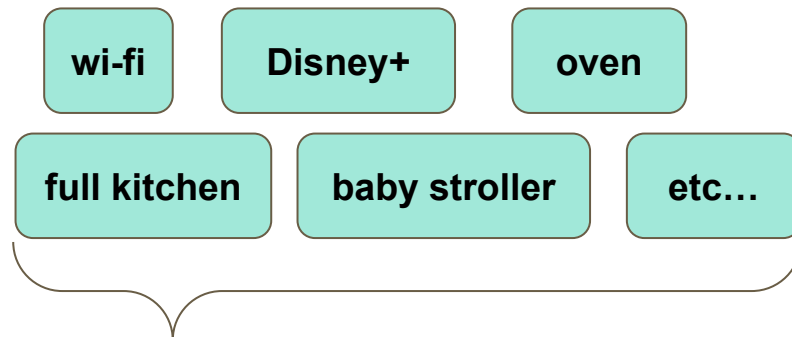 wi-fi Disney+ oven
full kitchen baby stroller etc...